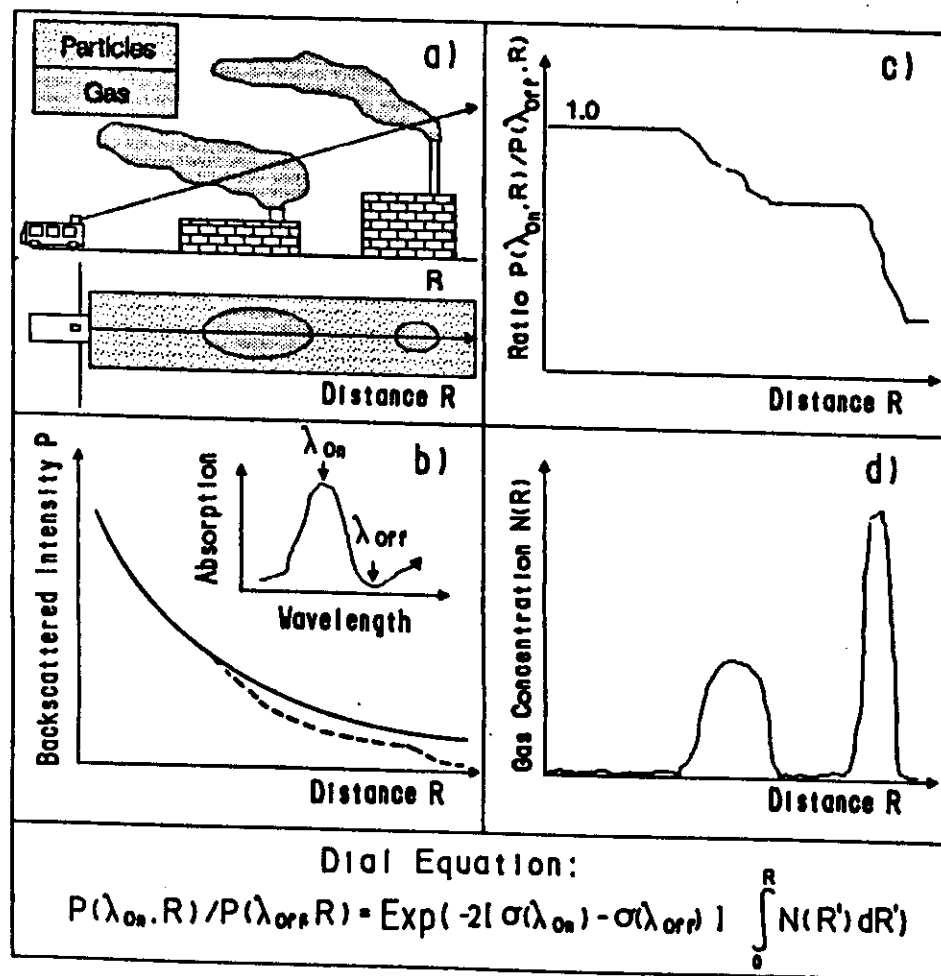 Particles
Gas
a)
R
Distance R
b)
Backscattered Intensity P
Absorption
λOn
λOff
Wavelength
Distance R
c)
Ratio P(λOn,R)/P(λOff,R)
1.0
Distance R
d)
Gas Concentration N(R)
Distance R
Dial Equation:
P(λOn,R)/P(λOff,R) = Exp(-2[σ(λOn)-σ(λOff)] ∫₀ᴿ N(R')dR')